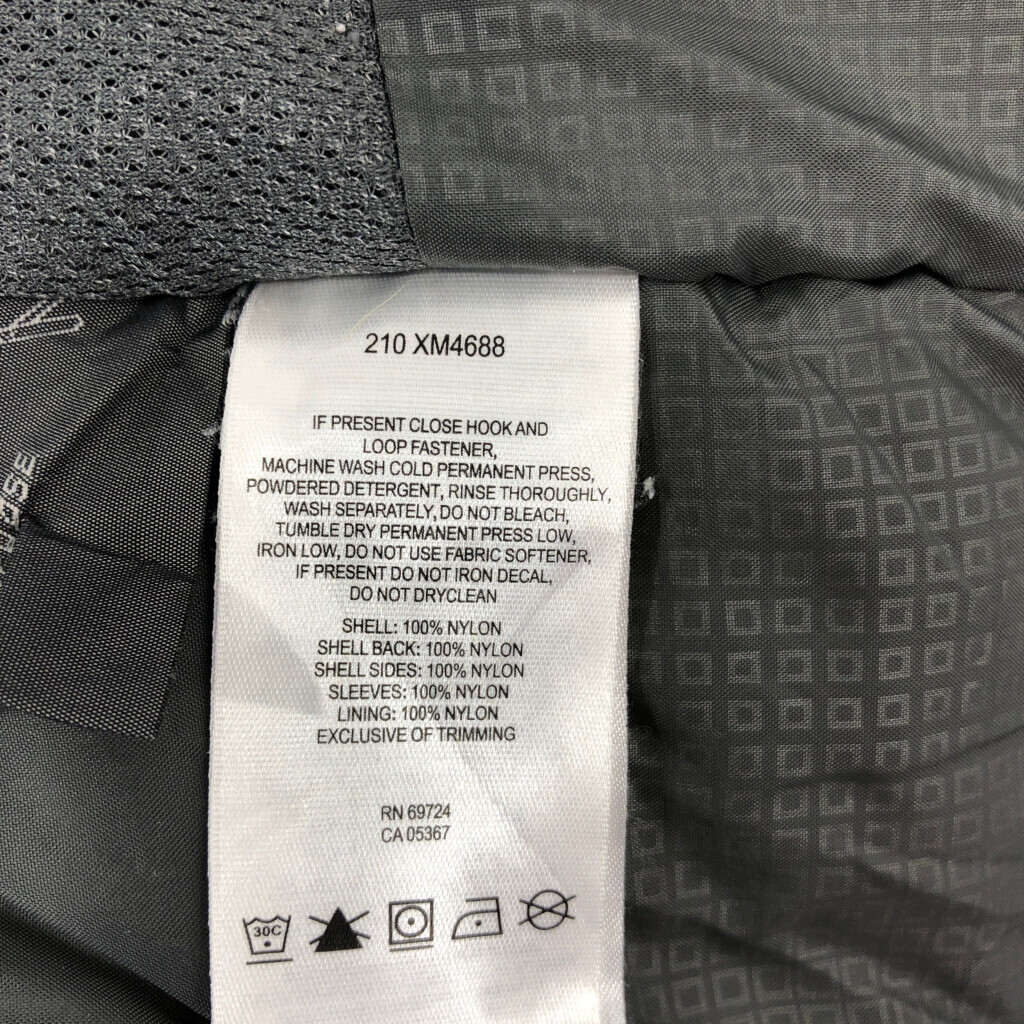 210 XM4688
IF PRESENT CLOSE HOOK AND
LOOP FASTENER,
MACHINE WASH COLD PERMANENT PRESS,
POWDERED DETERGENT, RINSE THOROUGHLY,
WASH SEPARATELY, DO NOT BLEACH,
TUMBLE DRY PERMANENT PRESS LOW,
IRON LOW, DO NOT USE FABRIC SOFTENER,
IF PRESENT DO NOT IRON DECAL,
DO NOT DRYCLEAN
SHELL: 100% NYLON
SHELL BACK: 100% NYLON
SHELL SIDES: 100% NYLON
SLEEVES: 100% NYLON
LINING: 100% NYLON
EXCLUSIVE OF TRIMMING
RN 69724
CA 05367
30C